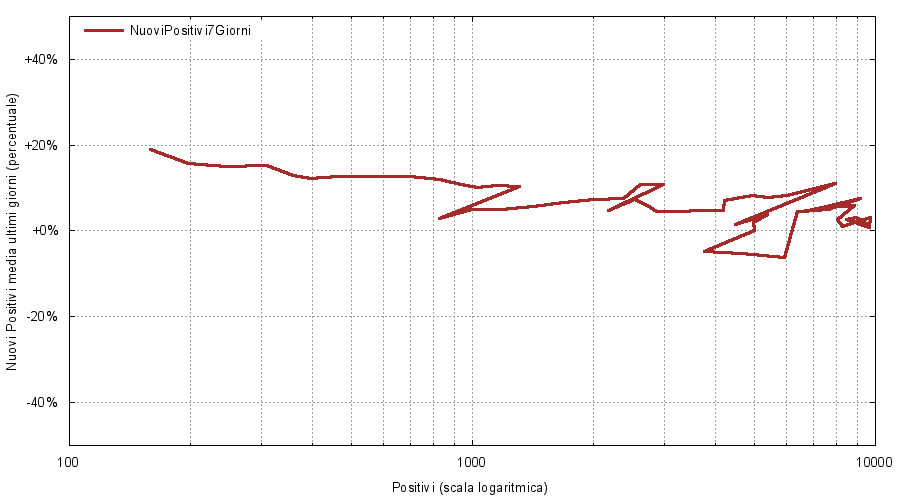 NuoviPositivi7Giorni
+40%
+20%
+0%
-20%
-40%
Nuovi Positivi media ultimi giorni (percentuale)
100
1000
10000
Positivi (scala logaritmica)